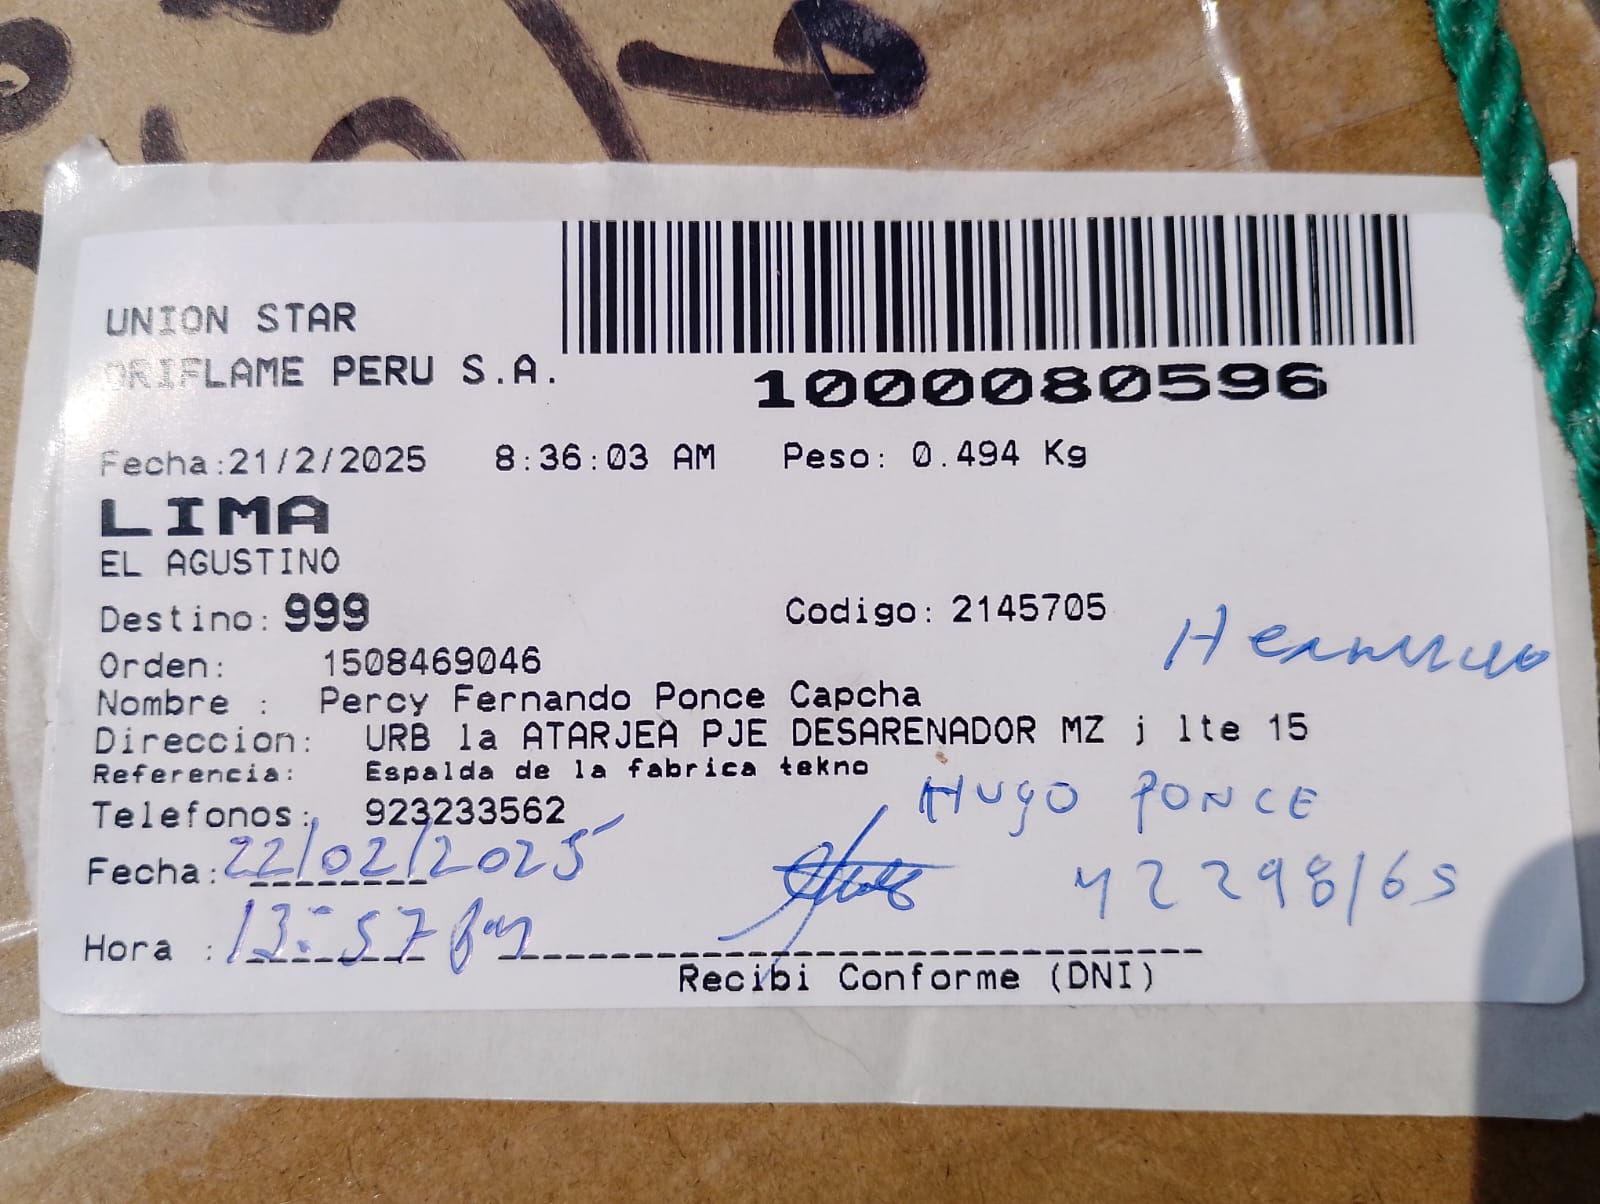 UNION STAR
ORIFLAME PERU S.A.
1000080596
Fecha:21/2/2025 8:36:03 AM Peso: 0.494 Kg
LIMA
EL AGUSTINO
Destino: 999 Codigo: 2145705
Hermano
Orden: 1508469046
Nombre : Percy Fernando Ponce Capcha
Direccion: URB la ATARJEA PJE DESARENADOR MZ j lte 15
Referencia: Espalda de la fabrica tekno
HUGO PONCE
Telefonos: 923233562
Fecha: 22/02/2025
42298165
Hora : 13:57
Recibi Conforme (DNI)